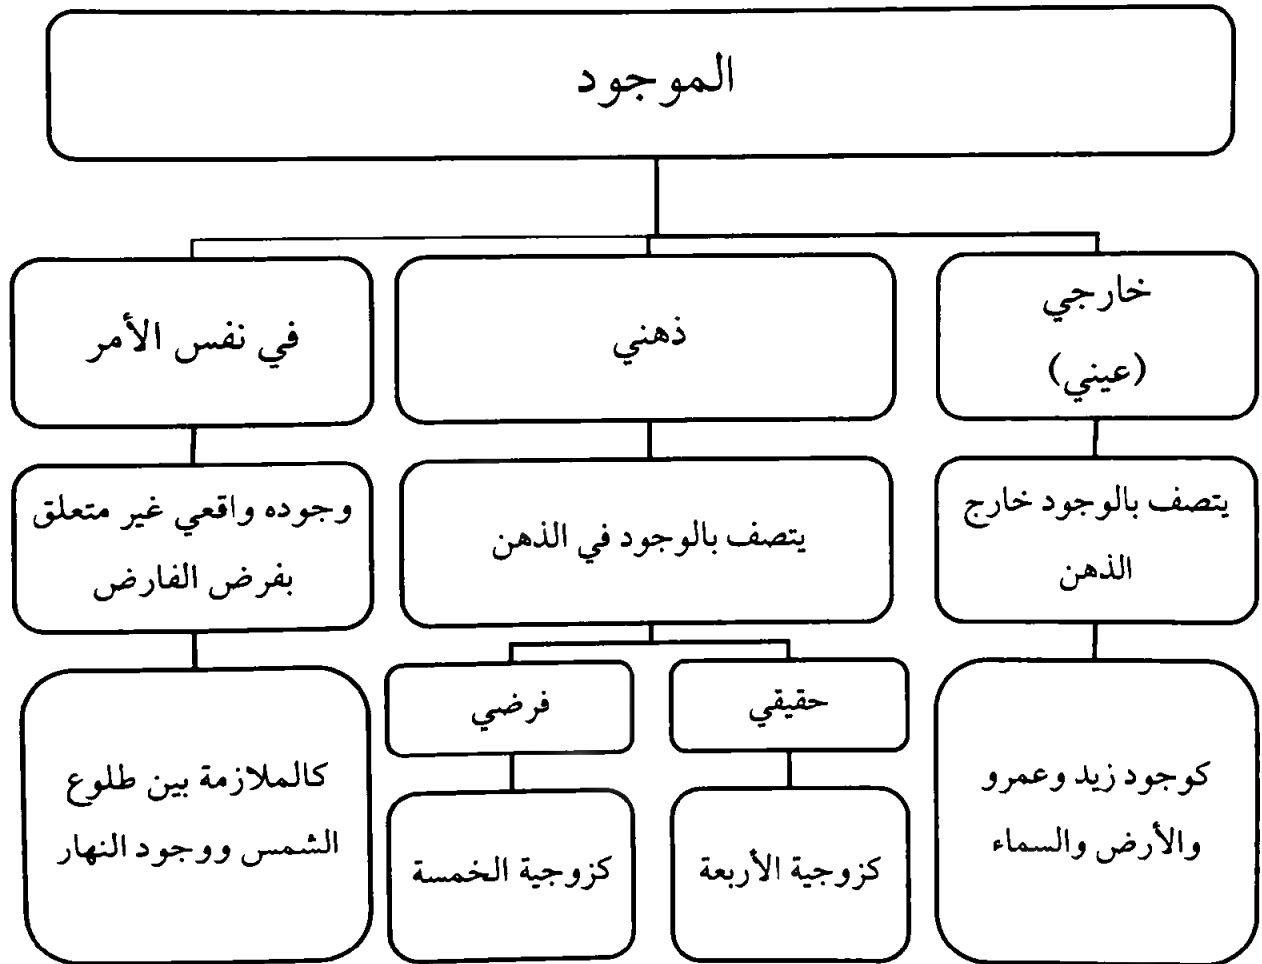 الموجود
خارجي
(عيني)
ذهني
في نفس الأمر
يتصف بالوجود خارج
الذهن
يتصف بالوجود في الذهن
وجوده واقعي غير متعلق
بفرض الفارض
حقيقي
فرضي
كوجود زيد وعمرو
والأرض والسماء
كزوجية الأربعة
كزوجية الخمسة
كالملازمة بين طلوع
الشمس ووجود النهار